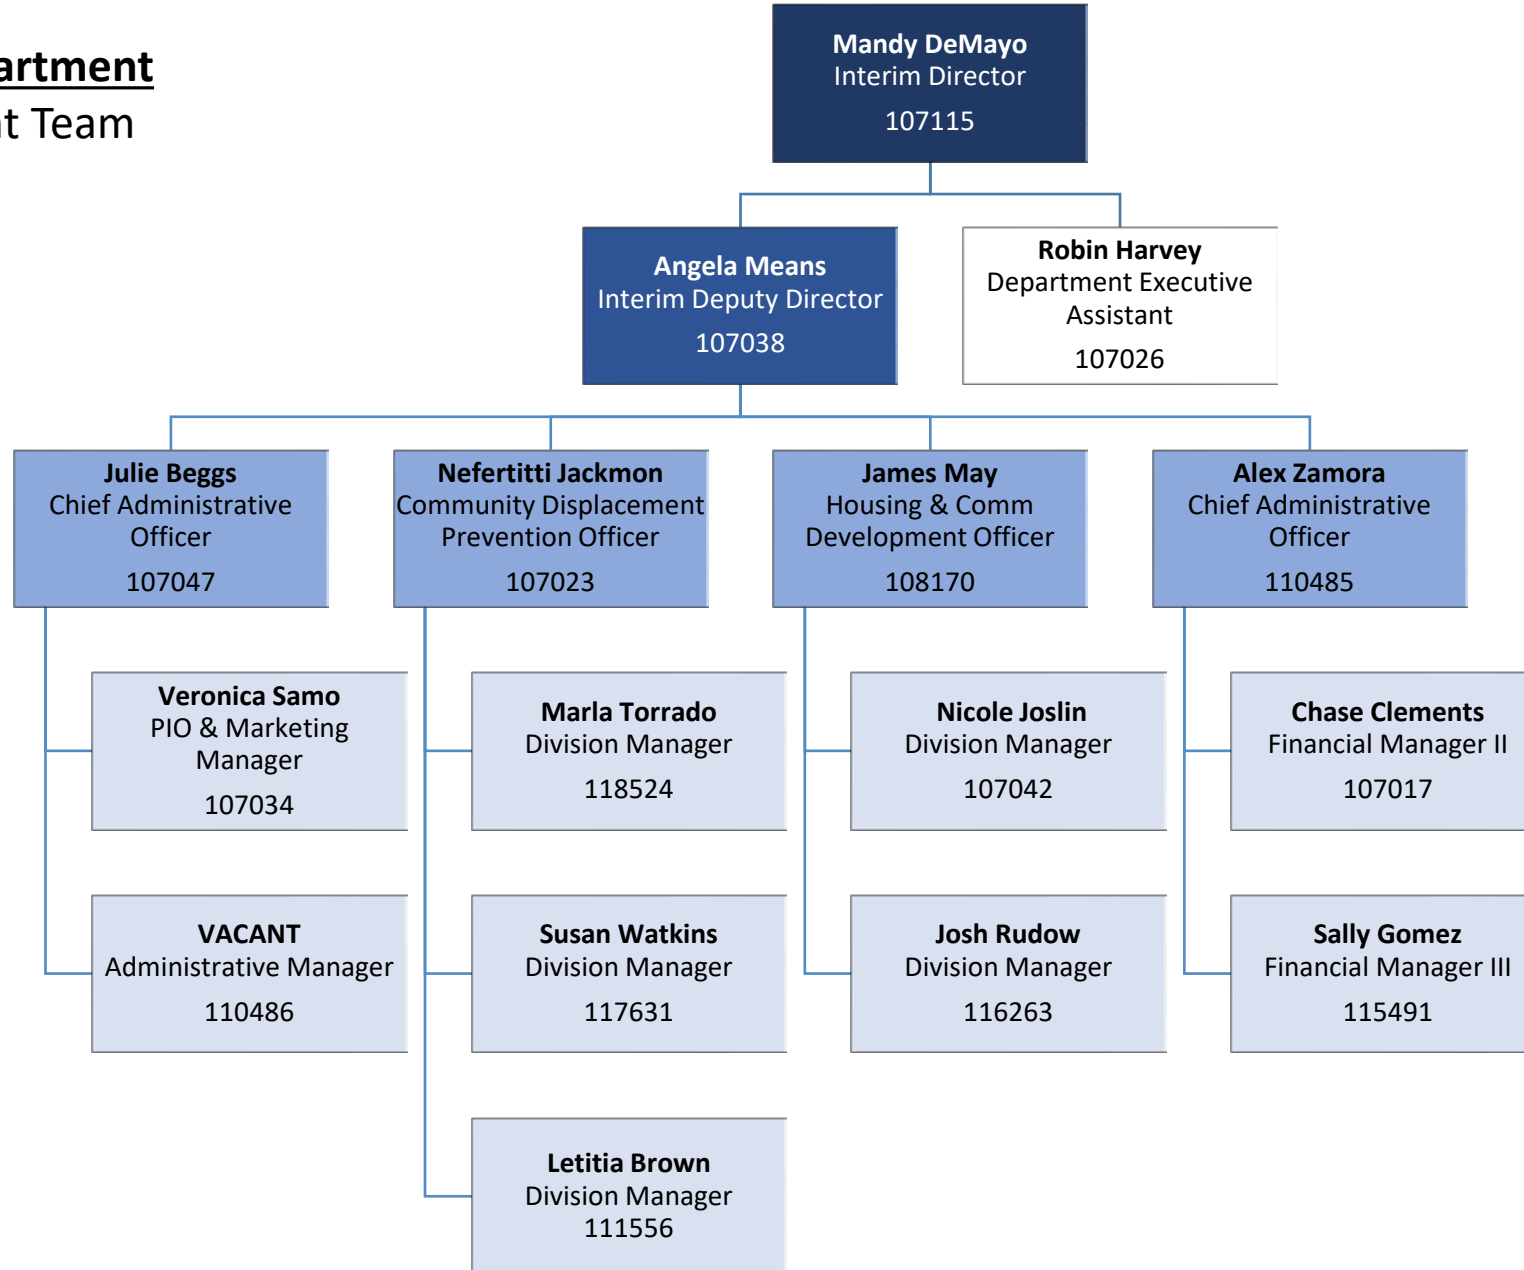 Mandy DeMayo
Interim Director
107115
Team
Angela Means
Interim Deputy Director
107038
Robin Harvey
Department Executive
Assistant
107026
Julie Beggs
Chief Administrative
Officer
107047
Nefertitti Jackmon
Community Displacement
Prevention Officer
107023
James May
Housing & Comm
Development Officer
108170
Alex Zamora
Chief Administrative
Officer
110485
Veronica Samo
PIO & Marketing
Manager
107034
Marla Torrado
Division Manager
118524
Nicole Joslin
Division Manager
107042
Chase Clements
Financial Manager II
107017
VACANT
Administrative Manager
110486
Susan Watkins
Division Manager
117631
Josh Rudow
Division Manager
116263
Sally Gomez
Financial Manager III
115491
Letitia Brown
Division Manager
111556